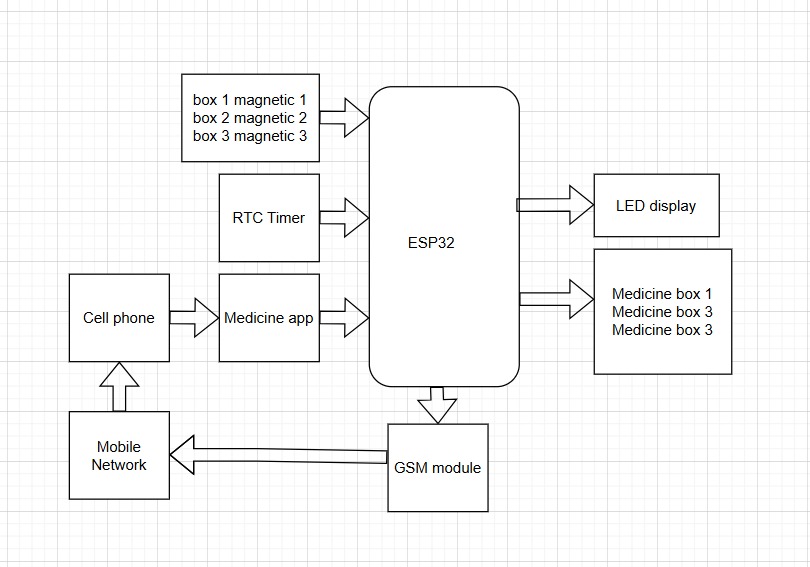 box 1 magnetic 1
box 2 magnetic 2
box 3 magnetic 3
RTC Timer
ESP32
LED display
Medicine box 1
Medicine box 3
Medicine box 3
Cell phone
Medicine app
Mobile
Network
GSM module